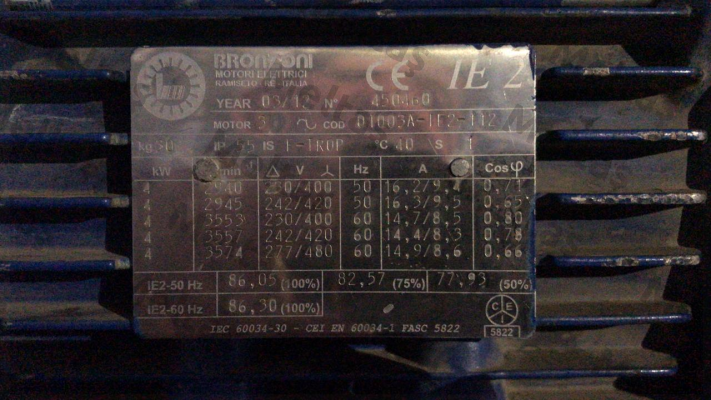 BRONZONI
MOTORI ELETTRICI
RAMISETO - RE - ITALIA
CE IE 2
YEAR 03/12 N° 450460
MOTOR 3 COD 01003A-IE2-112
kg 30 IP 55 IS F-TROP °C 40 S 1
kW min V Hz A Cosφ
4 2940 230/400 50 16,2/9,4 0,71
4 2945 242/420 50 16,3/9,5 0,65
4 3553 230/400 60 14,7/8,5 0,80
4 3557 242/420 60 14,4/8,3 0,78
4 3574 277/480 60 14,9/8,6 0,66
IE2-50 Hz 86,05 (100%) 82,57 (75%) 77,93 (50%)
IE2-60 Hz 86,30 (100%)
CEI
5822
IEC 60034-30 - CEI EN 60034-1 FASC 5822